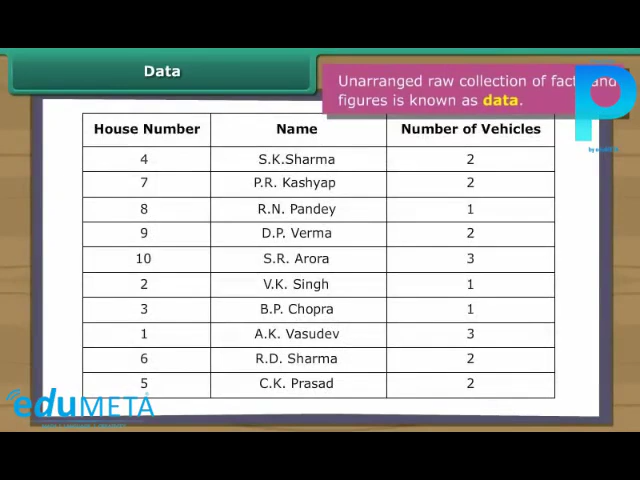 Data
Unarranged raw collection of facts and
figures is known as data.
P
House Number Name Number of Vehicles
4 S.K.Sharma 2
7 P.R. Kashyap 2
8 R.N. Pandey 1
9 D.P. Verma 2
10 S.R. Arora 3
2 V.K. Singh 1
3 B.P. Chopra 1
1 A.K. Vasudev 3
6 R.D. Sharma 2
5 C.K. Prasad 2
eduMETA